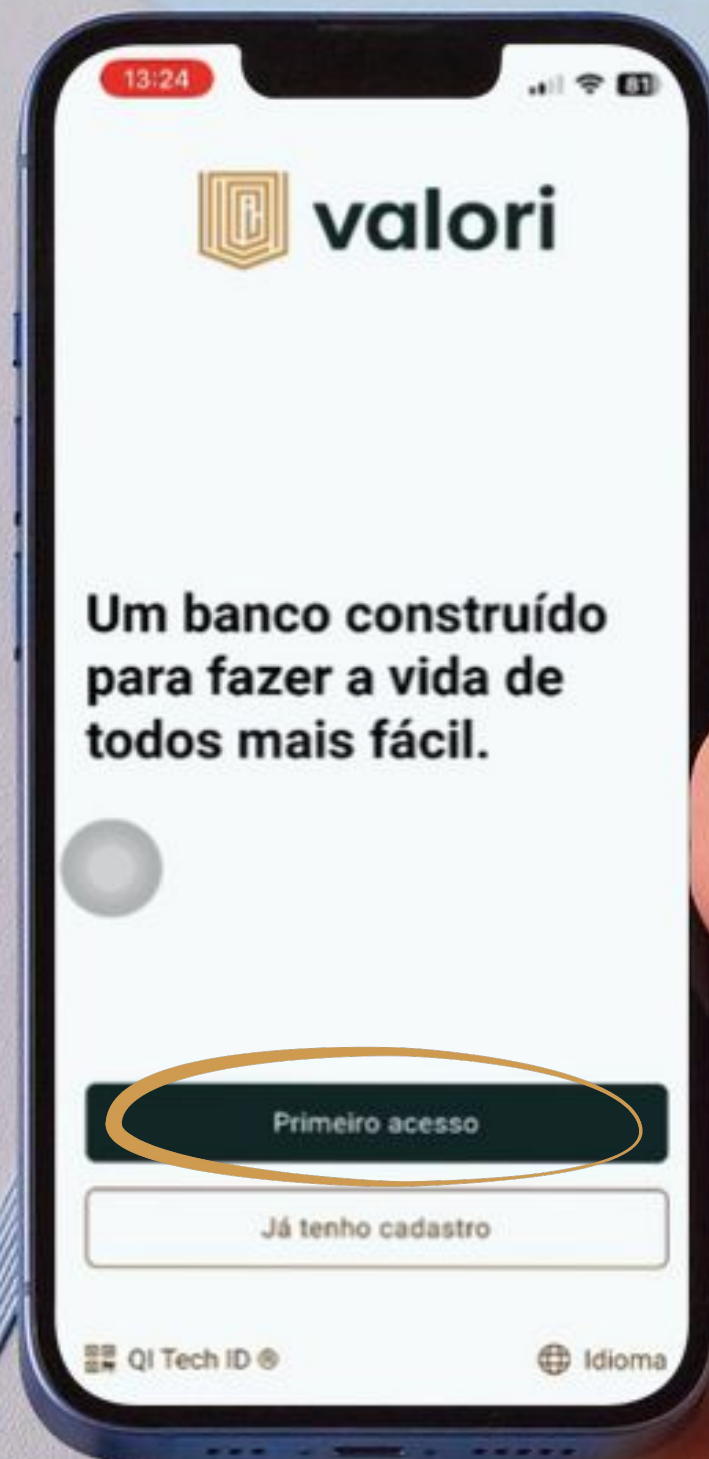 13:24
81
valori
Um banco construído
para fazer a vida de
todos mais fácil.
Primeiro acesso
Já tenho cadastro
QI Tech ID ®
Idioma